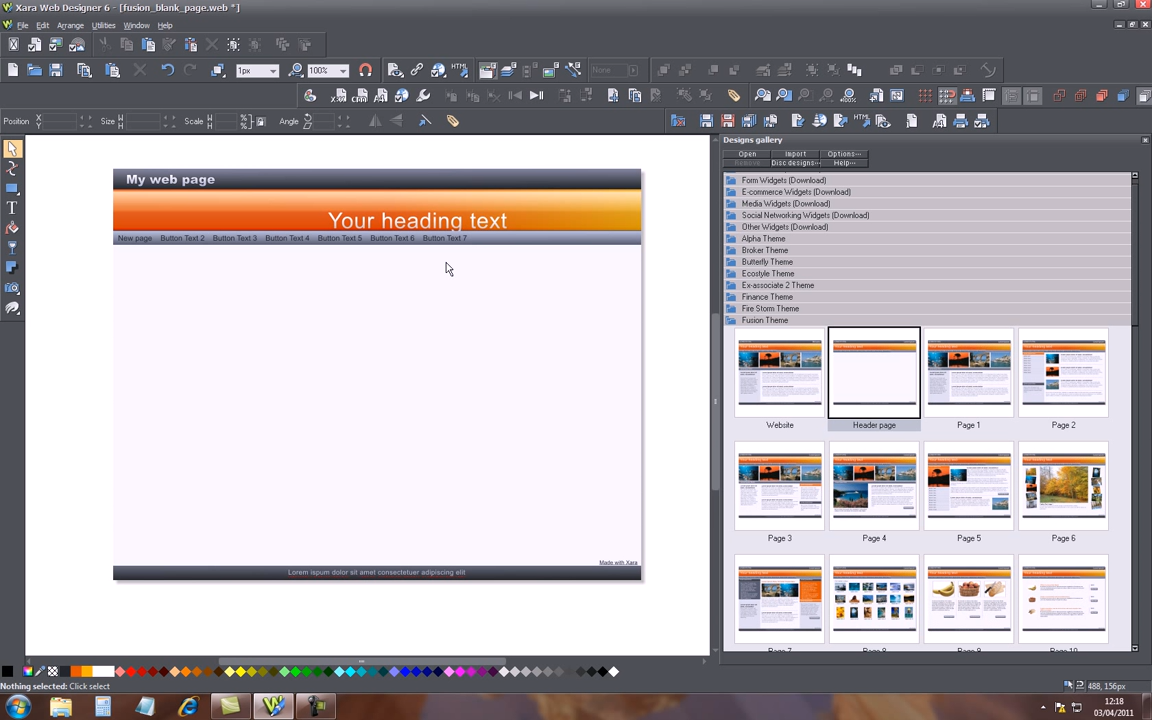 Xara Web Designer 6 - [fusion_blank_page.web *]
File Edit Arrange Utilities Window Help
1px 100% HTML None
Position X Y Size W H Scale W H % Angle
HTML
Designs gallery
Open Import Options...
Remove Disc designs... Help...
Form Widgets (Download)
E-commerce Widgets (Download)
Media Widgets (Download)
Social Networking Widgets (Download)
Other Widgets (Download)
Alpha Theme
Broker Theme
Butterfly Theme
Ecostyle Theme
Ex-associate 2 Theme
Finance Theme
Fire Storm Theme
Fusion Theme
Website Header page Page 1 Page 2
Page 3 Page 4 Page 5 Page 6
My web page
Your heading text
New page Button Text 2 Button Text 3 Button Text 4 Button Text 5 Button Text 6 Button Text 7
Made with Xara
Lorem ispum dolor sit amet consectetuer adipiscing elit
Nothing selected: Click select
488, 156px
12:18
03/04/2011